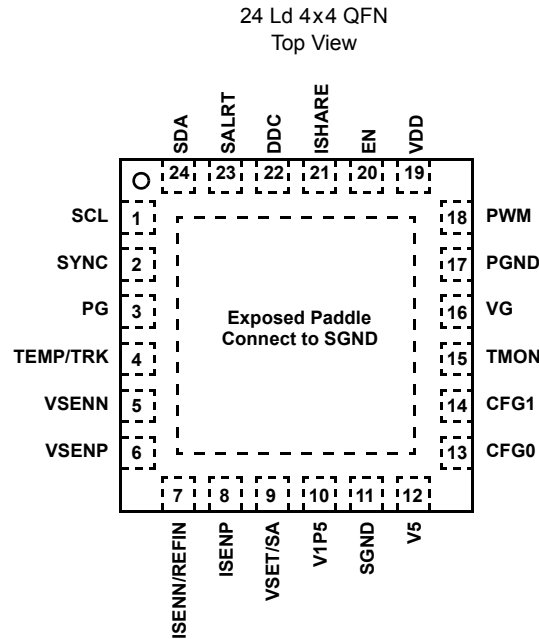 24 Ld 4x4 QFN
Top View
SDA
SALRT
DDC
ISHARE
EN
VDD
24 23 22 21 20 19
SCL 1
SYNC 2
PG 3
TEMP/TRK 4
VSENN 5
VSENP 6
Exposed Paddle
Connect to SGND
18 PWM
17 PGND
16 VG
15 TMON
14 CFG1
13 CFG0
7 8 9 10 11 12
ISENN/REFIN
ISENP
VSET/SA
V1P5
SGND
V5